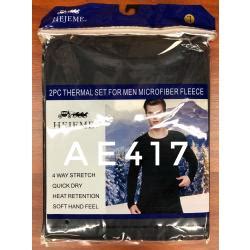 HEJEME
2PC THERMAL SET FOR MEN MICROFIBER FLEECE
HEJEME
AE417
4 WAY STRETCH
QUICK DRY
HEAT RETENTION
SOFT HAND FEEL